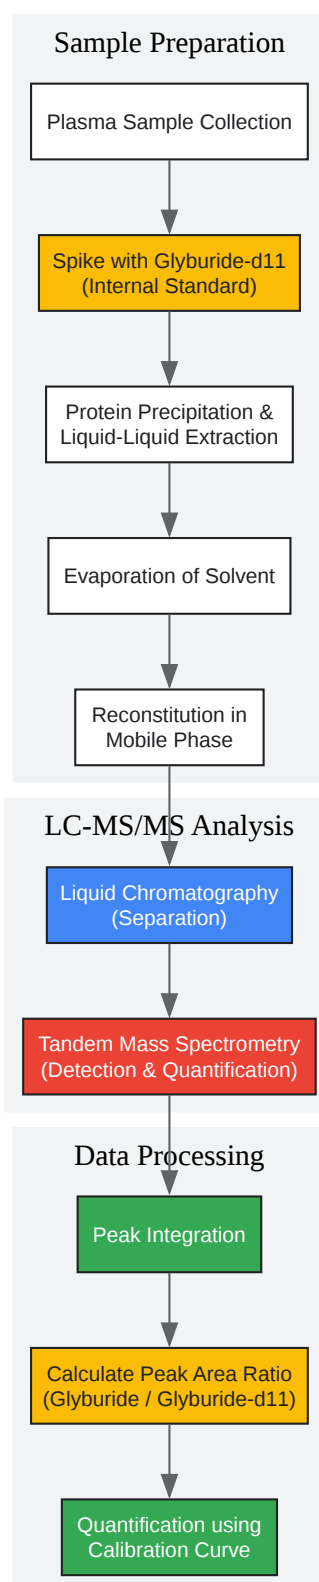 Sample Preparation
Plasma Sample Collection
Spike with Glyburide-d11
(Internal Standard)
Protein Precipitation &
Liquid-Liquid Extraction
Evaporation of Solvent
Reconstitution in
Mobile Phase
LC-MS/MS Analysis
Liquid Chromatography
(Separation)
Tandem Mass Spectrometry
(Detection & Quantification)
Data Processing
Peak Integration
Calculate Peak Area Ratio
(Glyburide / Glyburide-d11)
Quantification using
Calibration Curve